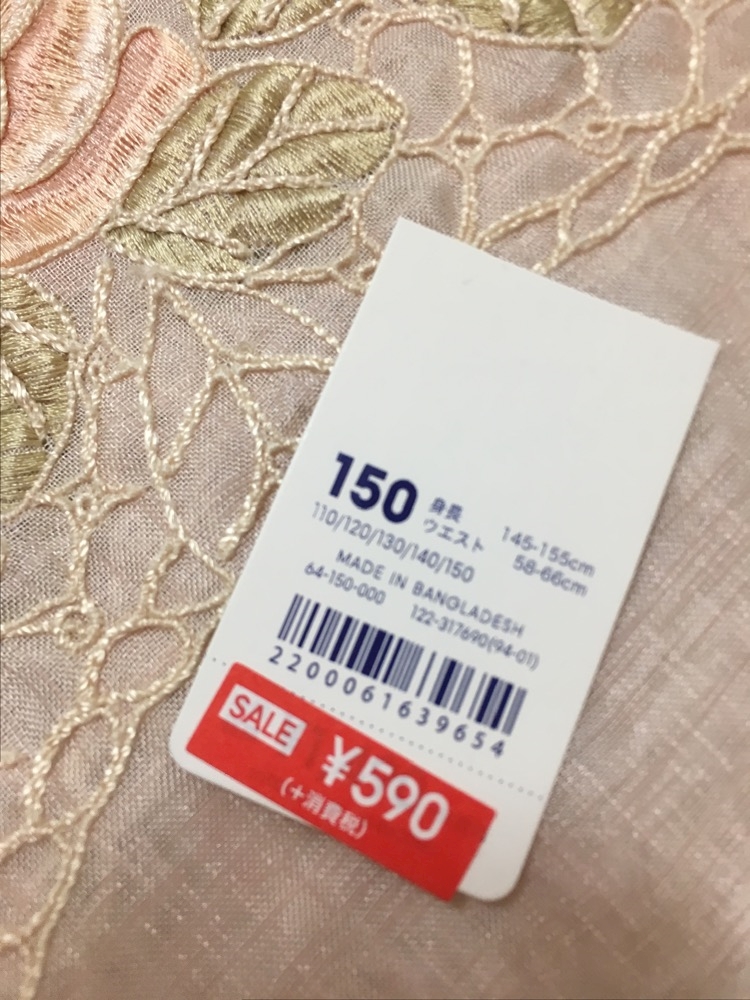 150 身長 145-155cm
ウエスト 58-66cm
110/120/130/140/150
MADE IN BANGLADESH
64-150-000 122-317690(94-01)
2200061639654
SALE ¥590
(+消費税)